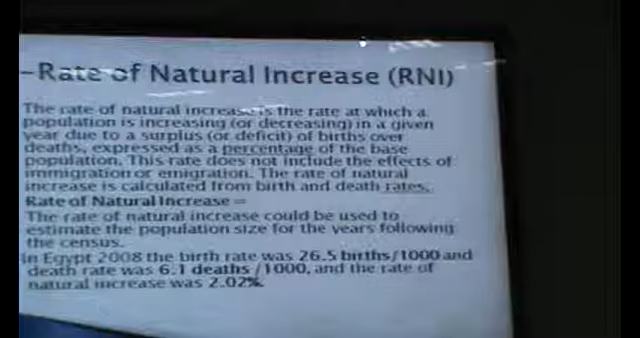 -Rate of Natural Increase (RNI)
The rate of natural increase is the rate at which a
population is increasing (or decreasing) in a given
year due to a surplus (or deficit) of births over
deaths, expressed as a percentage of the base
population. This rate does not include the effects of
immigration or emigration. The rate of natural
increase is calculated from birth and death rates.
Rate of Natural Increase =
The rate of natural increase could be used to
estimate the population size for the years following
the census.
In Egypt 2008 the birth rate was 26.5 births/1000 and
death rate was 6.1 deaths /1000, and the rate of
natural increase was 2.02%.